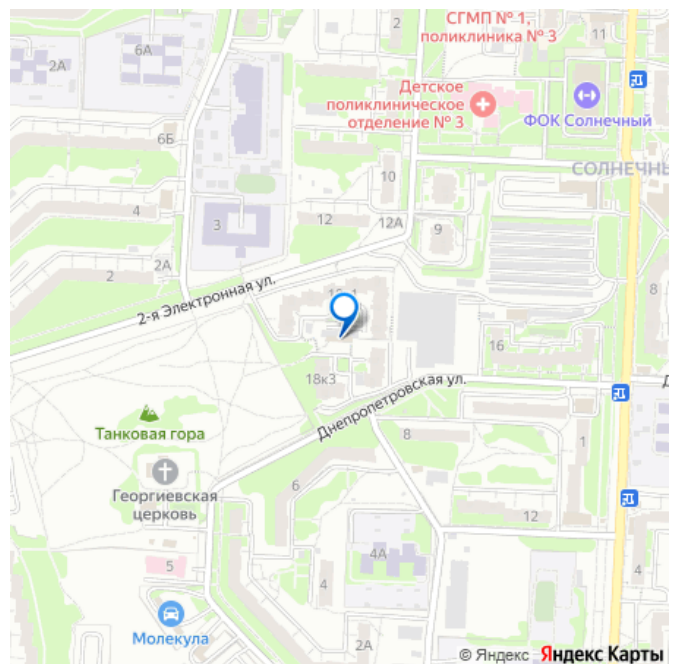 СГМП № 1,
поликлиника № 3
2
11
2А
6А
Детское
поликлиническое
отделение № 3
ФОК Солнечный
6Б
СОЛНЕЧНЫ
10
4
3
12
12А
9
2А
2
2-я Электронная ул.
8
16
18к3
Днепропетровская ул.
Д
Танковая гора
8
1
Георгиевская
церковь
6
12
5
4А
4
4
Молекула
2А
© Яндекс Яндекс Карты